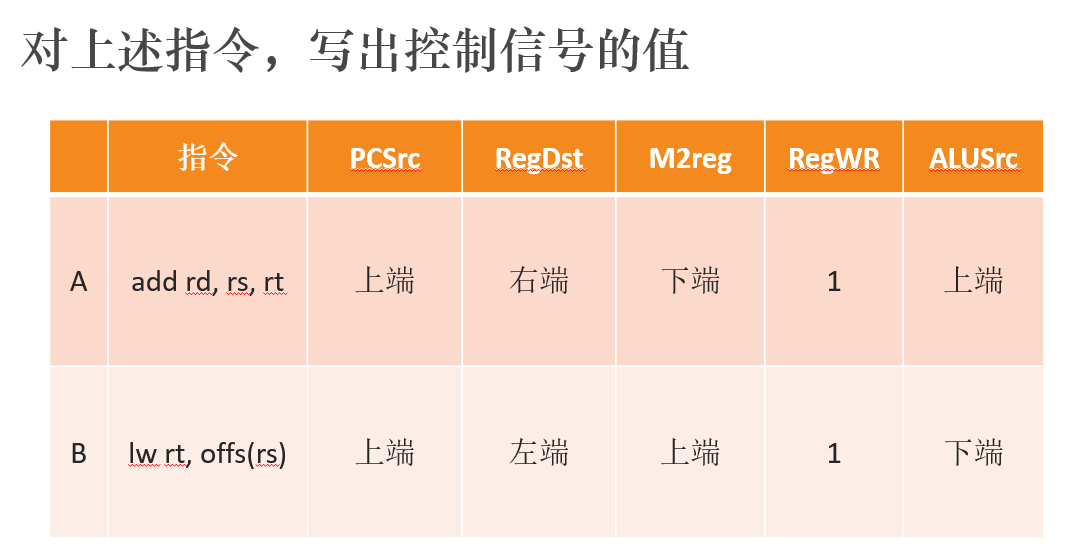 对上述指令，写出控制信号的值
指令 PCSrc RegDst M2reg RegWR ALUSrc
A add rd, rs, rt 上端 右端 下端 1 上端
B lw rt, offs(rs) 上端 左端 上端 1 下端